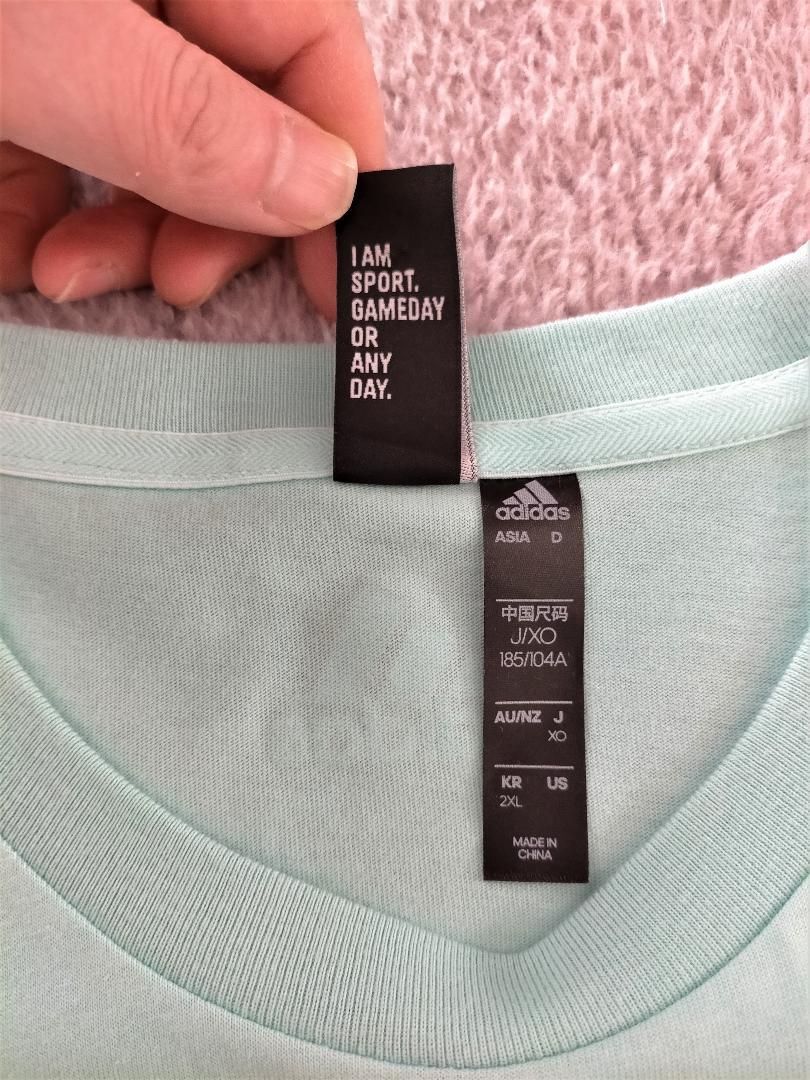 I AM
SPORT.
GAMEDAY
OR
ANY
DAY.
adidas
ASIA D
中国尺码
J/XO
185/104A
AU/NZ J
XO
KR US
2XL
MADE IN
CHINA